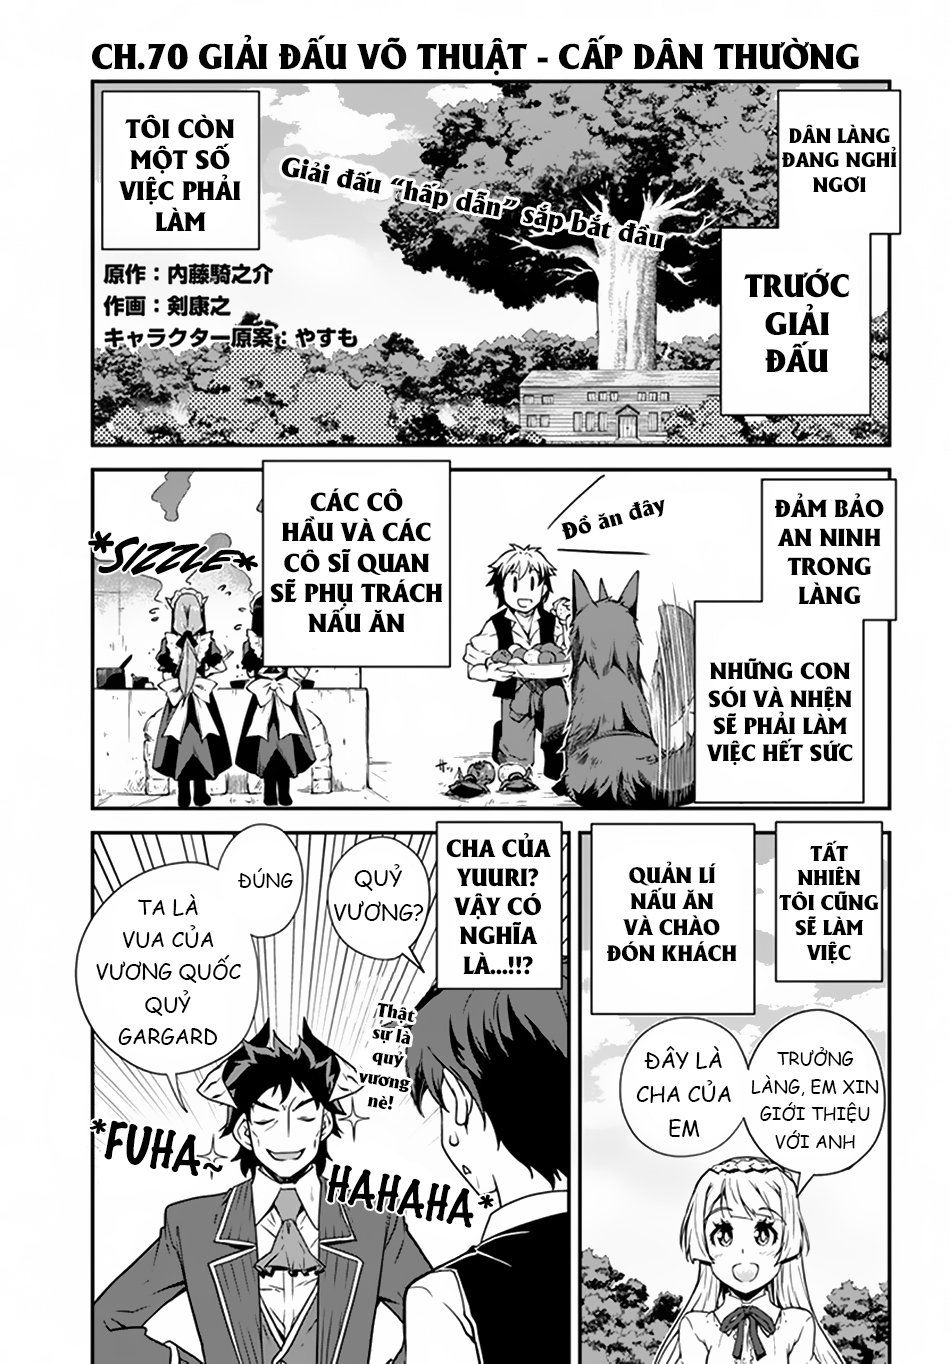 CH.70 GIẢI ĐẤU VÕ THUẬT - CẤP DÂN THƯỜNG
DÂN LÀNG
ĐANG NGHỈ
NGƠI
TRƯỚC
GIẢI
ĐẤU
Giải đấu “hấp dẫn” sắp bắt đầu
TÔI CÒN
MỘT SỐ
VIỆC PHẢI
LÀM
原作：内藤騎之介
作画：剣康之
キャラクター原案：やすも
ĐẢM BẢO
AN NINH
TRONG
LÀNG
NHỮNG CON
SÓI VÀ NHỆN
SẼ PHẢI LÀM
VIỆC HẾT SỨC
Đồ ăn đây
CÁC CÔ
HẦU VÀ CÁC
CÔ SĨ QUAN
SẼ PHỤ TRÁCH
NẤU ĂN
*SIZZLE*
TẤT
NHIÊN
TÔI CŨNG
SẼ LÀM
VIỆC
QUẢN LÍ
NẤU ĂN
VÀ CHÀO
ĐÓN KHÁCH
TRƯỞNG
LÀNG, EM XIN
GIỚI THIỆU
VỚI ANH
ĐÂY LÀ
CHA CỦA
EM
CHA CỦA
YUURI?
VẬY CÓ
NGHĨA
LÀ...!!?
QUỶ
VƯƠNG?
ĐÚNG
TA LÀ
VUA CỦA
VƯƠNG QUỐC
QUỶ
GARGARD
Thật
sự là
quỷ
vương
nè!
*FUHA~
HAHAHA*